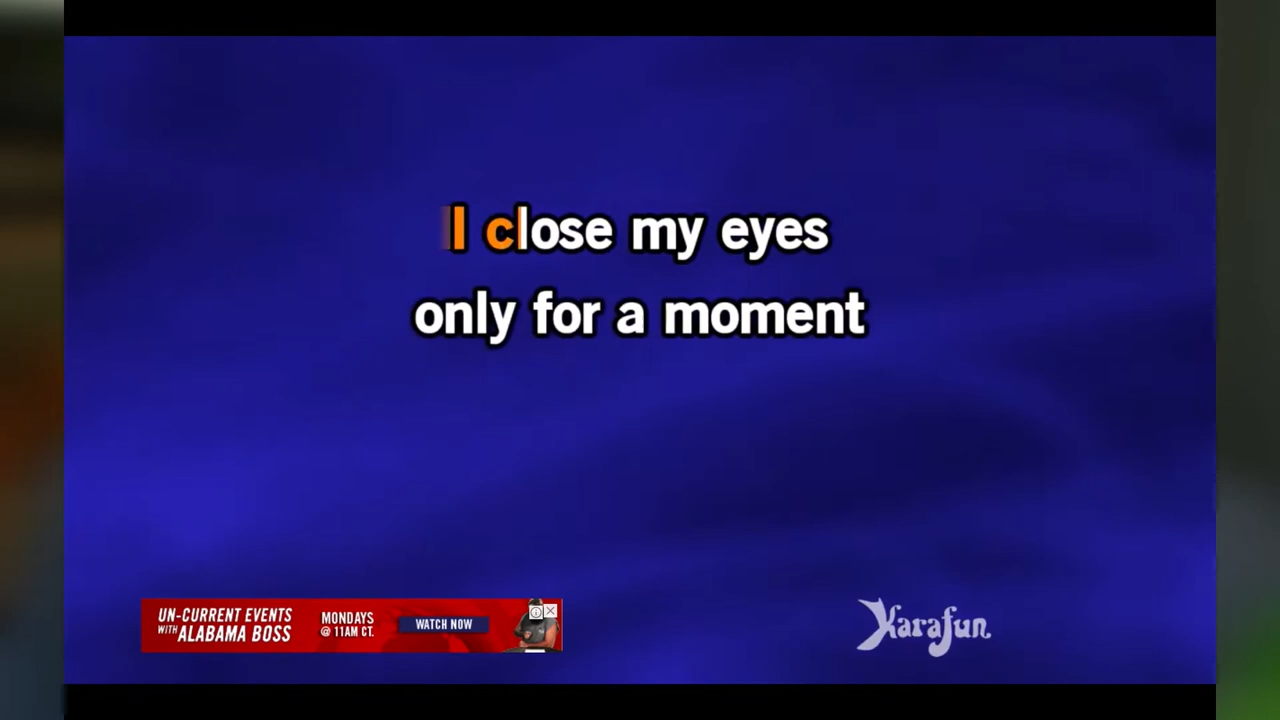 I close my eyes
only for a moment
UN-CURRENT EVENTS
WITH ALABAMA BOSS
MONDAYS
@ 11AM CT.
WATCH NOW
Karafun